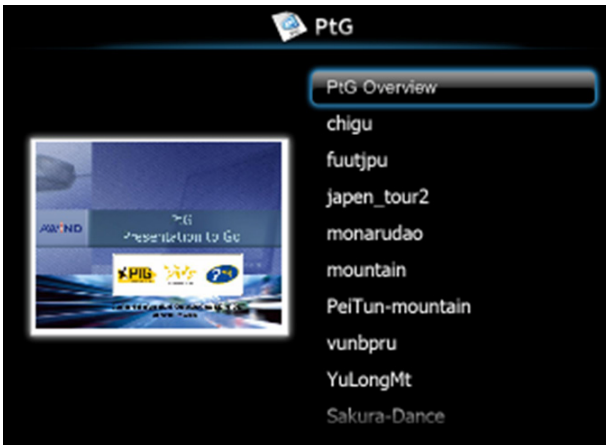 PtG
PtG Overview
chigu
fuutjpu
japen_tour2
monarudao
mountain
PeiTun-mountain
vunbpru
YuLongMt
Sakura-Dance
AWIND
PtG
Presentation to Go
PtG